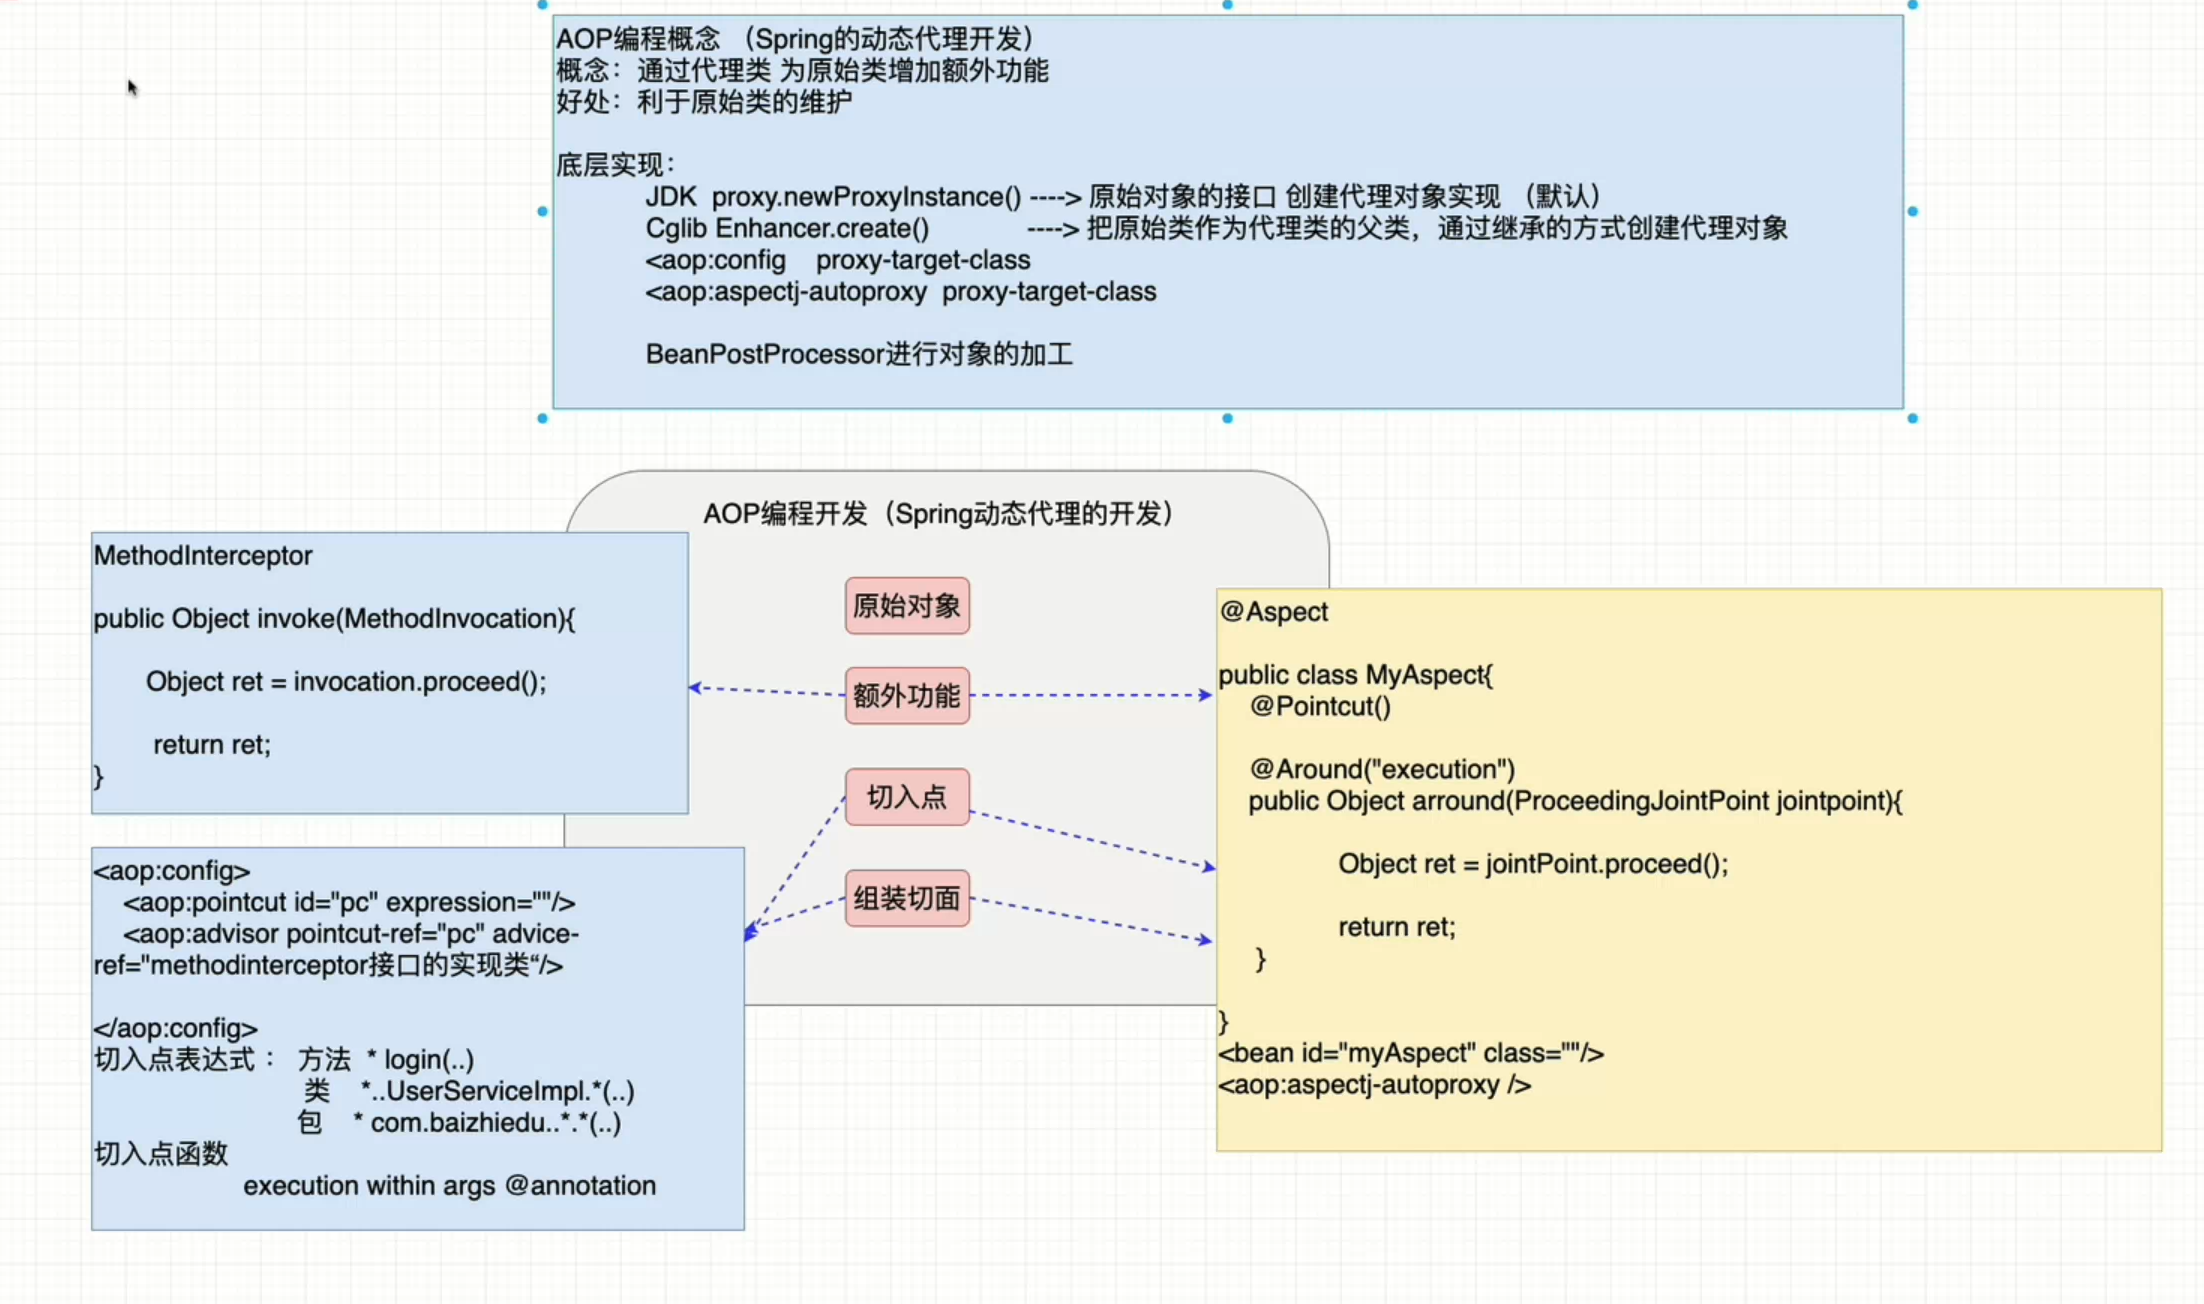 AOP编程概念 （Spring的动态代理开发）
概念：通过代理类 为原始类增加额外功能
好处：利于原始类的维护
底层实现：
JDK proxy.newProxyInstance() ----> 原始对象的接口 创建代理对象实现 （默认）
Cglib Enhancer.create() ----> 把原始类作为代理类的父类，通过继承的方式创建代理对象
<aop:config proxy-target-class
<aop:aspectj-autoproxy proxy-target-class
BeanPostProcessor进行对象的加工
AOP编程开发（Spring动态代理的开发）
原始对象
额外功能
切入点
组装切面
MethodInterceptor
public Object invoke(MethodInvocation){
Object ret = invocation.proceed();
return ret;
}
<aop:config>
<aop:pointcut id="pc" expression=""/>
<aop:advisor pointcut-ref="pc" advice-
ref="methodinterceptor接口的实现类“/>
</aop:config>
切入点表达式： 方法 * login(..)
类 *..UserServiceImpl.*(..)
包 * com.baizhiedu..*.*(..)
切入点函数
execution within args @annotation
@Aspect
public class MyAspect{
@Pointcut()
@Around("execution")
public Object arround(ProceedingJointPoint jointpoint){
Object ret = jointPoint.proceed();
return ret;
}
}
<bean id="myAspect" class=""/>
<aop:aspectj-autoproxy />